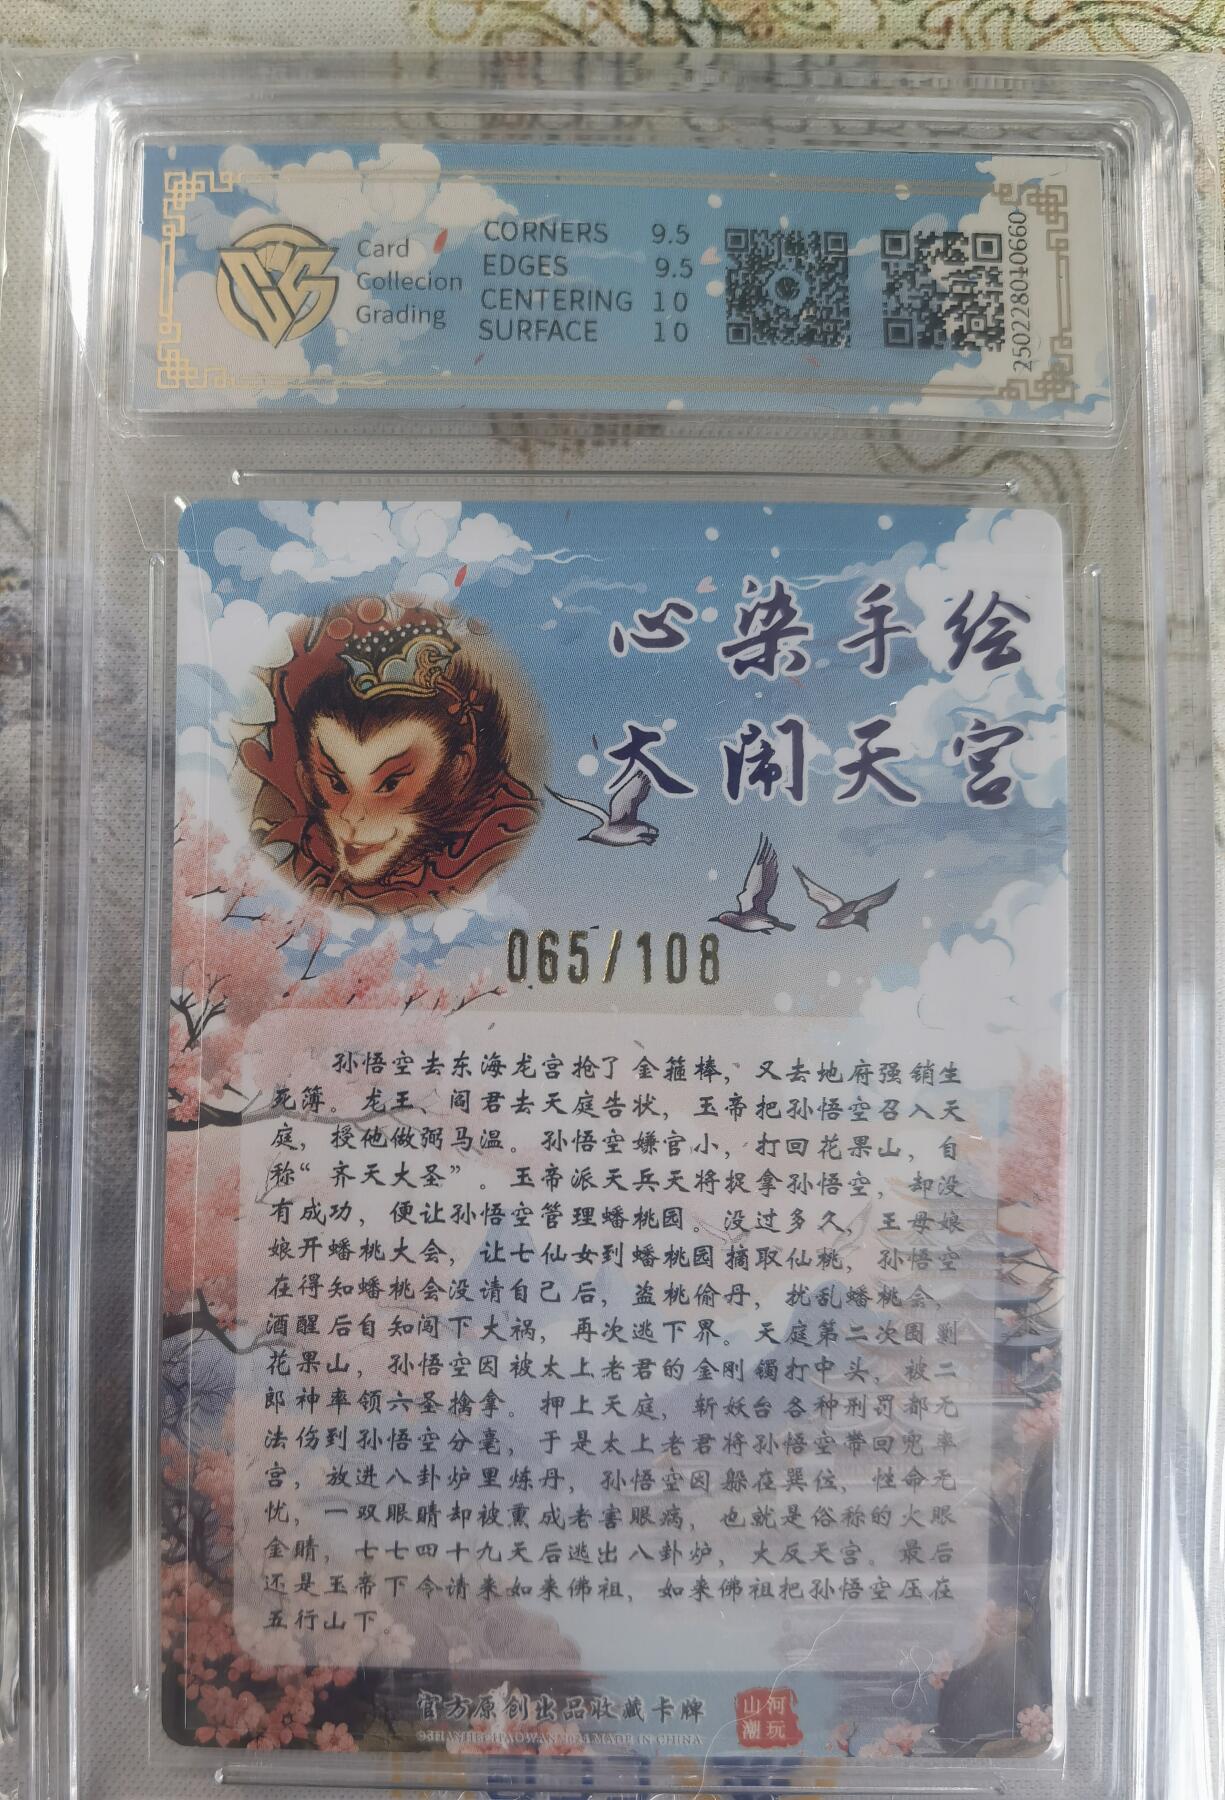 Card
Collecion
Grading
CORNERS 9.5
EDGES 9.5
CENTERING 10
SURFACE 10
2502280410660
心染手绘
大闹天宫
065/108
孙悟空去东海龙宫抢了金箍棒，又去地府强销生
死簿。龙王、阎君去天庭告状，玉帝把孙悟空召入天
庭，授他做弼马温。孙悟空嫌官小，打回花果山，自
称“齐天大圣”。玉帝派天兵天将捉拿孙悟空，却没
有成功，便让孙悟空管理蟠桃园。没过多久，王母娘
娘开蟠桃大会，让七仙女到蟠桃园摘取仙桃，孙悟空
在得知蟠桃会没请自己后，盗桃偷丹，扰乱蟠桃会，
酒醒后自知闯下大祸，再次逃下界。天庭第二次围剿
花果山，孙悟空因被太上老君的金刚镯打中头，被二
郎神率领六圣擒拿。押上天庭，斩妖台各种刑罚都无
法伤到孙悟空分毫，于是太上老君将孙悟空带回兜率
宫，放进八卦炉里炼丹，孙悟空因躲在巽位，性命无
忧，一双眼睛却被熏成老害眼病，也就是俗称的火眼
金睛，七七四十九天后逃出八卦炉，大反天宫。最后
还是玉帝下令请来如来佛祖，如来佛祖把孙悟空压在
五行山下。
官方原创出品收藏卡牌
山河
潮玩